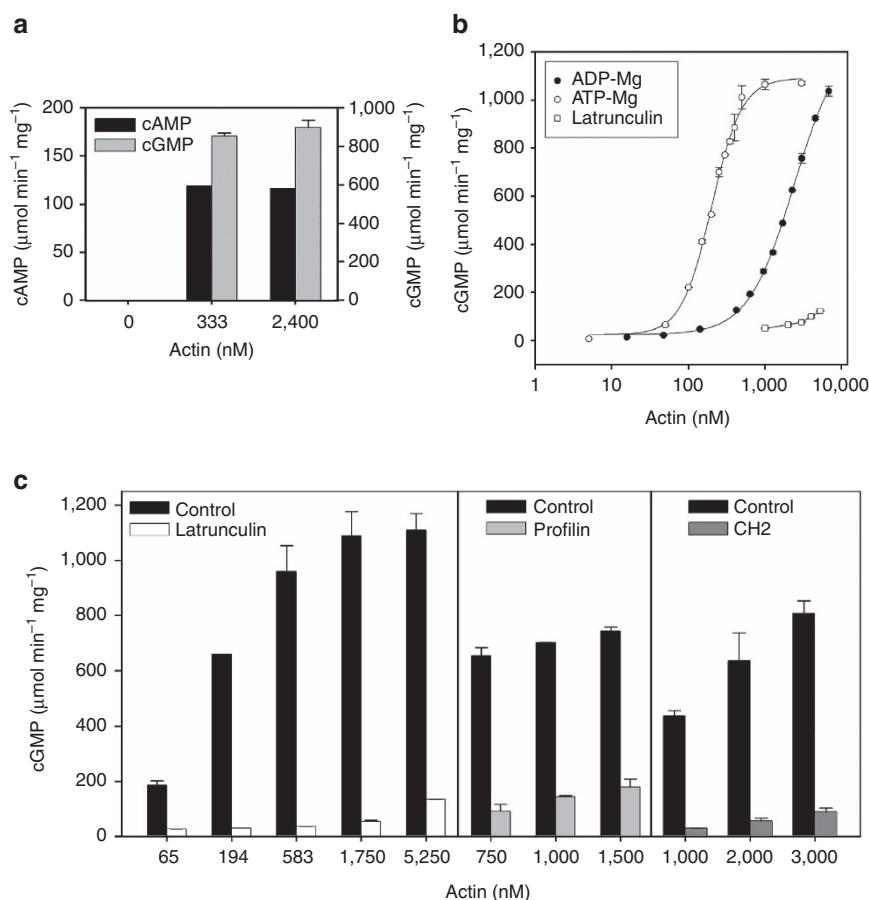 a
200
150
100
50
0
cAMP (μmol min⁻¹ mg⁻¹)
cAMP
cGMP
1,000
800
600
400
200
0
cGMP (μmol min⁻¹ mg⁻¹)
0 333 2,400
Actin (nM)
b
1,200
1,000
800
600
400
200
0
cGMP (μmol min⁻¹ mg⁻¹)
ADP-Mg
ATP-Mg
Latrunculin
1 10 100 1,000 10,000
Actin (nM)
c
1,200
1,000
800
600
400
200
0
cGMP (μmol min⁻¹ mg⁻¹)
Control
Latrunculin
Control
Profilin
Control
CH2
65 194 583 1,750 5,250 750 1,000 1,500 1,000 2,000 3,000
Actin (nM)